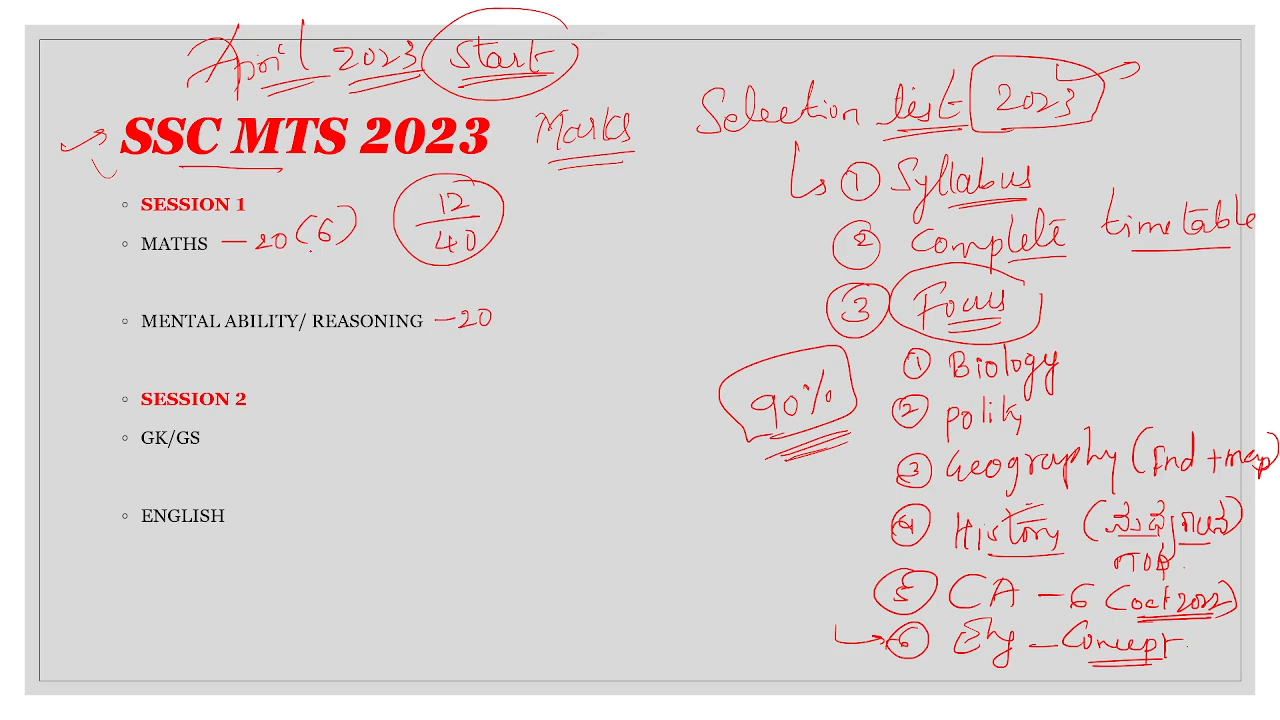 April 2023 Start
SSC MTS 2023
Marks
SESSION 1
MATHS - 20 (6)
12
40
MENTAL ABILITY/ REASONING - 20
SESSION 2
GK/GS
ENGLISH
Selection list 2023
① Syllabus
② Complete timetable
③ Focus
90%
① Biology
② polity
③ Geography (Ind + map)
④ History (
⑤ CA - 6 (oct 2022)
⑥ Eng - Concept